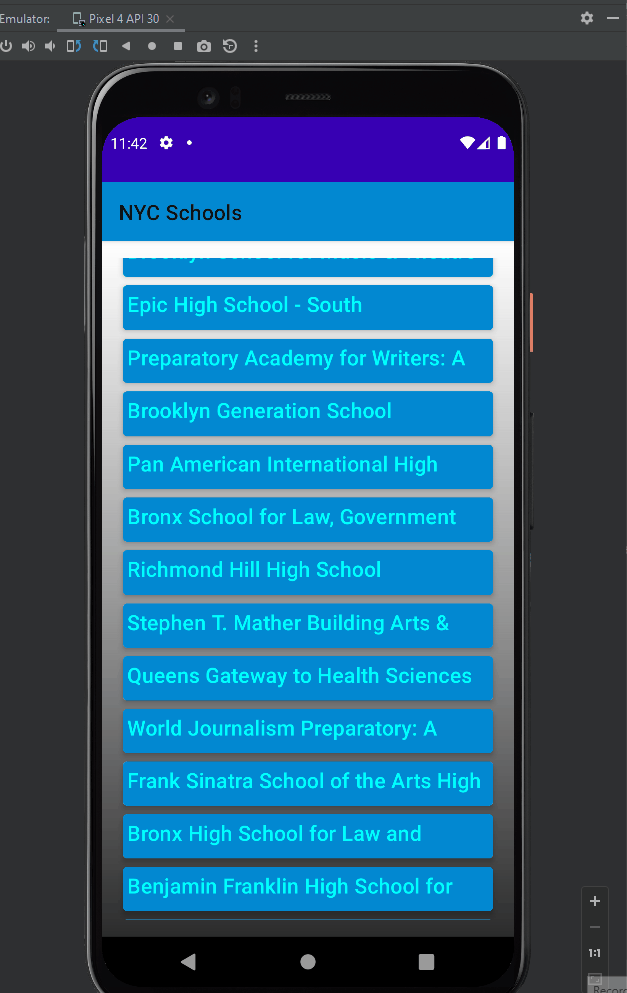 Emulator: Pixel 4 API 30
11:42
NYC Schools
Epic High School - South
Preparatory Academy for Writers: A
Brooklyn Generation School
Pan American International High
Bronx School for Law, Government
Richmond Hill High School
Stephen T. Mather Building Arts &
Queens Gateway to Health Sciences
World Journalism Preparatory: A
Frank Sinatra School of the Arts High
Bronx High School for Law and
Benjamin Franklin High School for
1:1